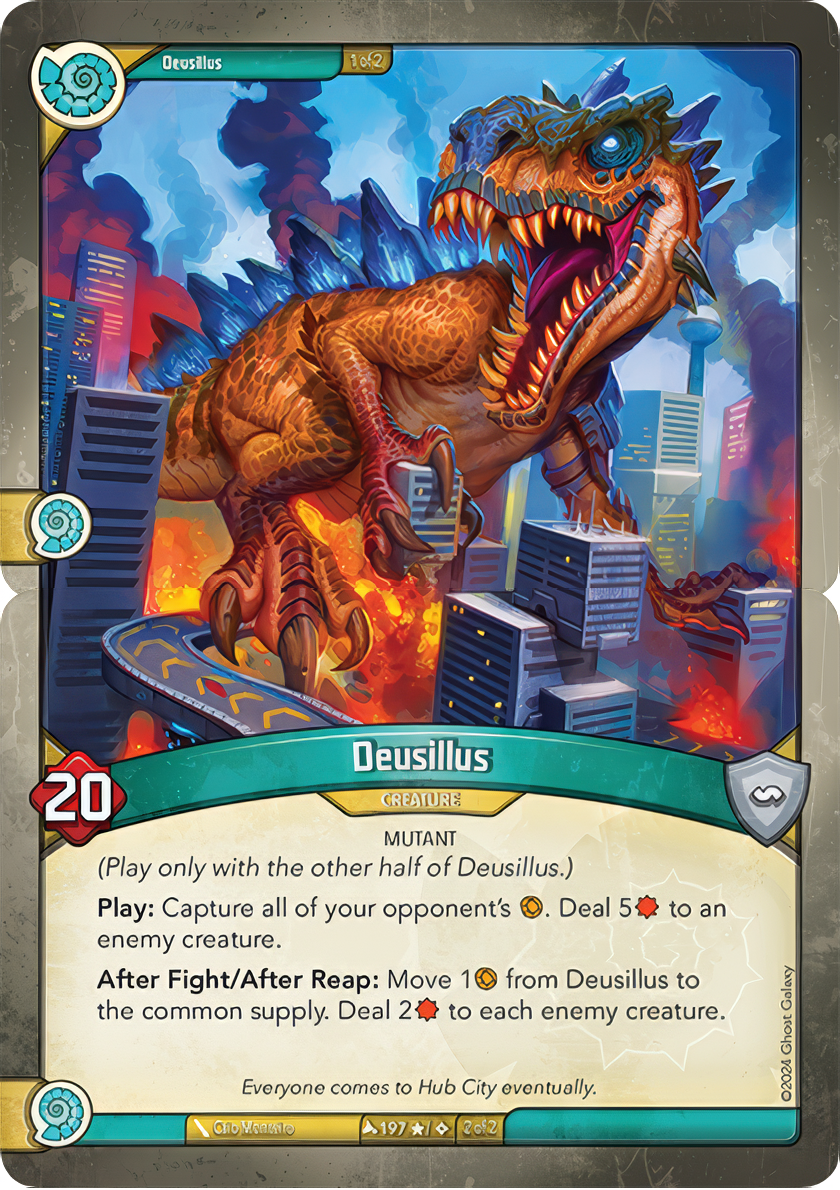 Deusillus
1 of 2
Deusillus
20
CREATURE
MUTANT
(Play only with the other half of Deusillus.)
Play: Capture all of your opponent's . Deal 5 to an
enemy creature.
After Fight/After Reap: Move 1 from Deusillus to
the common supply. Deal 2 to each enemy creature.
Everyone comes to Hub City eventually.
©2024 Ghost Galaxy
197
2 of 2